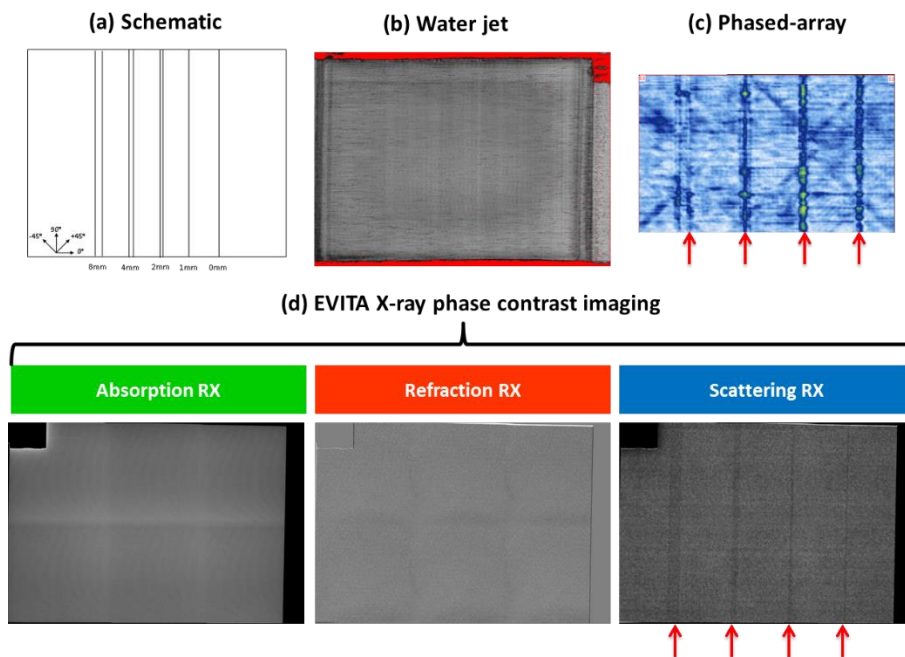 (a) Schematic
(b) Water jet
(c) Phased-array
-45°
90°
+45°
0°
8mm
4mm
2mm
1mm
0mm
(d) EVITA X-ray phase contrast imaging
Absorption RX
Refraction RX
Scattering RX